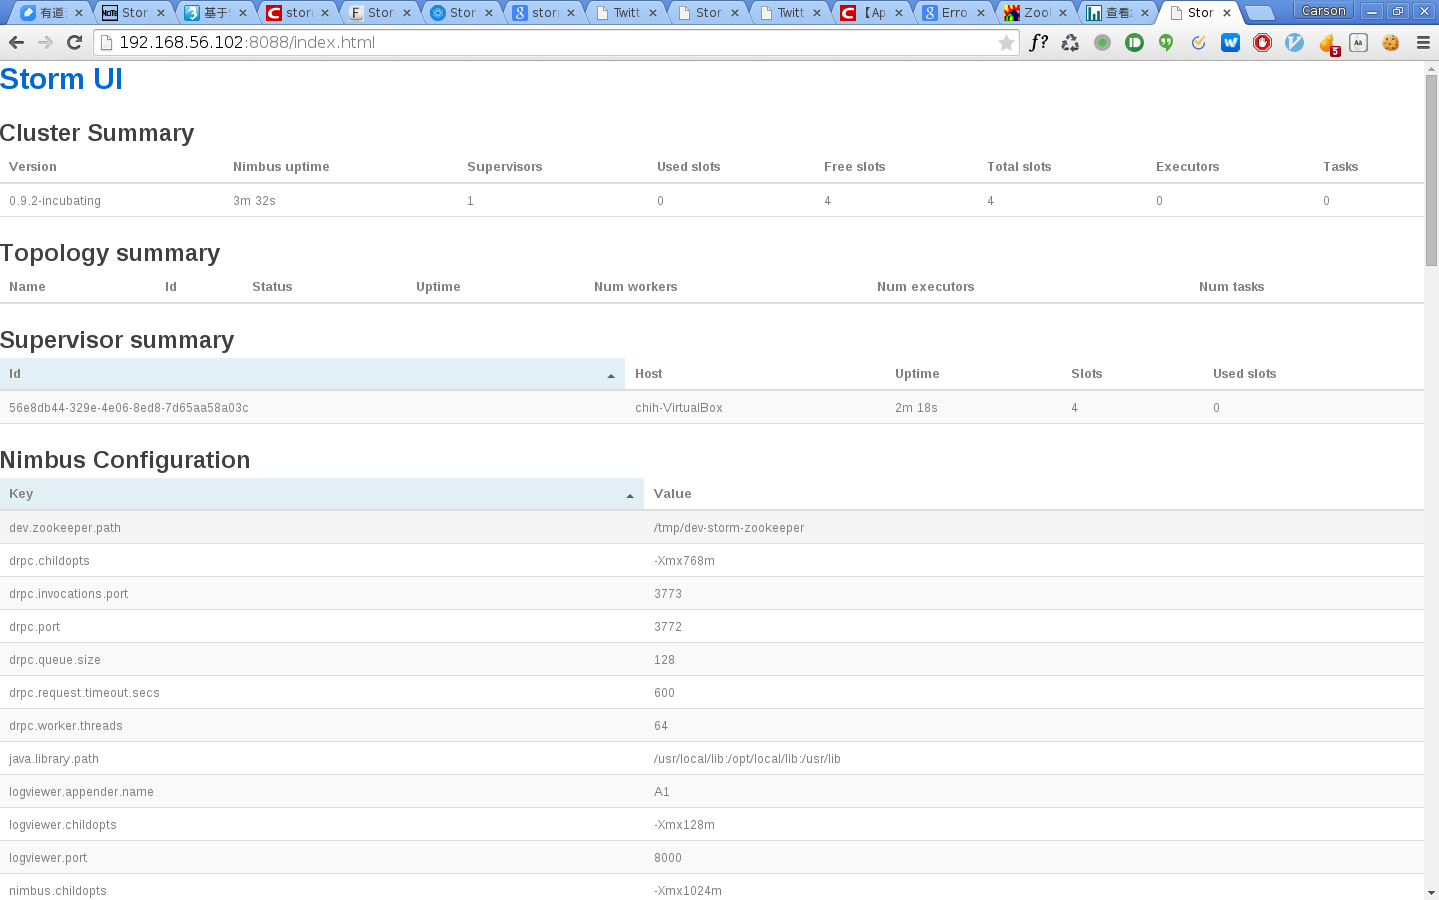 有道 Stor 基于 stor Stor Stor stor Twitt Stor Twitt 【Ap Erro Zool 查看 Stor Carson
192.168.56.102:8088/index.html f? Aä 5
Storm UI
Cluster Summary
Version Nimbus uptime Supervisors Used slots Free slots Total slots Executors Tasks
0.9.2-incubating 3m 32s 1 0 4 4 0 0
Topology summary
Name Id Status Uptime Num workers Num executors Num tasks
Supervisor summary
Id Host Uptime Slots Used slots
56e8db44-329e-4e06-8ed8-7d65aa58a03c chih-VirtualBox 2m 18s 4 0
Nimbus Configuration
Key Value
dev.zookeeper.path /tmp/dev-storm-zookeeper
drpc.childopts -Xmx768m
drpc.invocations.port 3773
drpc.port 3772
drpc.queue.size 128
drpc.request.timeout.secs 600
drpc.worker.threads 64
java.library.path /usr/local/lib:/opt/local/lib:/usr/lib
logviewer.appender.name A1
logviewer.childopts -Xmx128m
logviewer.port 8000
nimbus.childopts -Xmx1024m